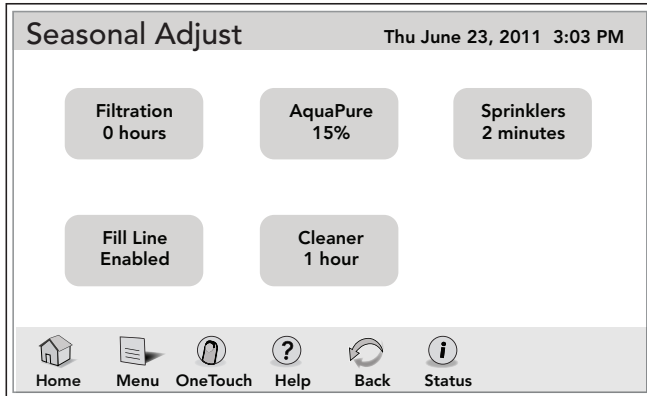 Seasonal Adjust
Thu June 23, 2011 3:03 PM
Filtration
0 hours
AquaPure
15%
Sprinklers
2 minutes
Fill Line
Enabled
Cleaner
1 hour
?
i
Home
Menu
OneTouch
Help
Back
Status